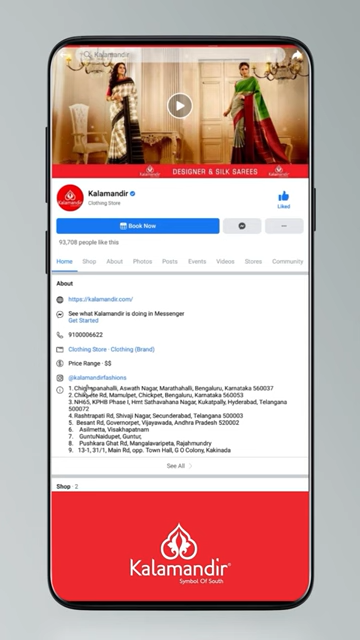 Kalamandir
Kalamandir
DESIGNER & SILK SAREES
Kalamandir
Kalamandir
Kalamandir
Clothing Store
Liked
Book Now
93,708 people like this
Home Shop About Photos Posts Events Videos Stores Community
About
https://kalamandir.com/
See what Kalamandir is doing in Messenger
Get Started
9100006622
Clothing Store · Clothing (Brand)
Price Range · $$
@kalamandirfashions
1. Aswath Nagar, Marathahalli, Bengaluru, Karnataka 560037
2. Rd, Mamulpet, Chickpet, Bengaluru, Karnataka 560053
3. NH65, KPHB Phase I, Hmt Sathavahana Nagar, Kukatpally, Hyderabad, Telangana
500072
4. Rashtrapati Rd, Shivaji Nagar, Secunderabad, Telangana 500003
5. Besant Rd, Governorpet, Vijayawada, Andhra Pradesh 520002
6. Asilmetta, Visakhapatnam
7. GuntuNaidupet, Guntur,
8. Pushkara Ghat Rd, Mangalavaripeta, Rajahmundry
9. 13-1, 31/1, Main Rd, opp. Town Hall, G O Colony, Kakinada
See All
Shop · 2
Kalamandir®
Symbol Of South